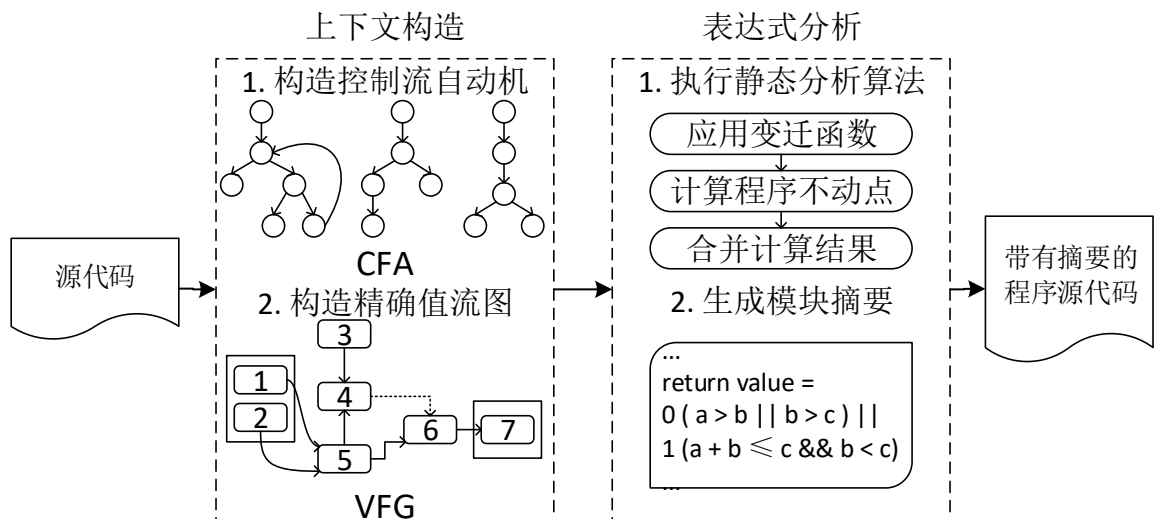 上下文构造
表达式分析
源代码
1. 构造控制流自动机
CFA
2. 构造精确值流图
3
1
4
2
6
7
5
VFG
1. 执行静态分析算法
应用变迁函数
计算程序不动点
合并计算结果
2. 生成模块摘要
...
return value =
0 ( a > b || b > c ) ||
1 (a + b ≤ c && b < c)
...
带有摘要的
程序源代码